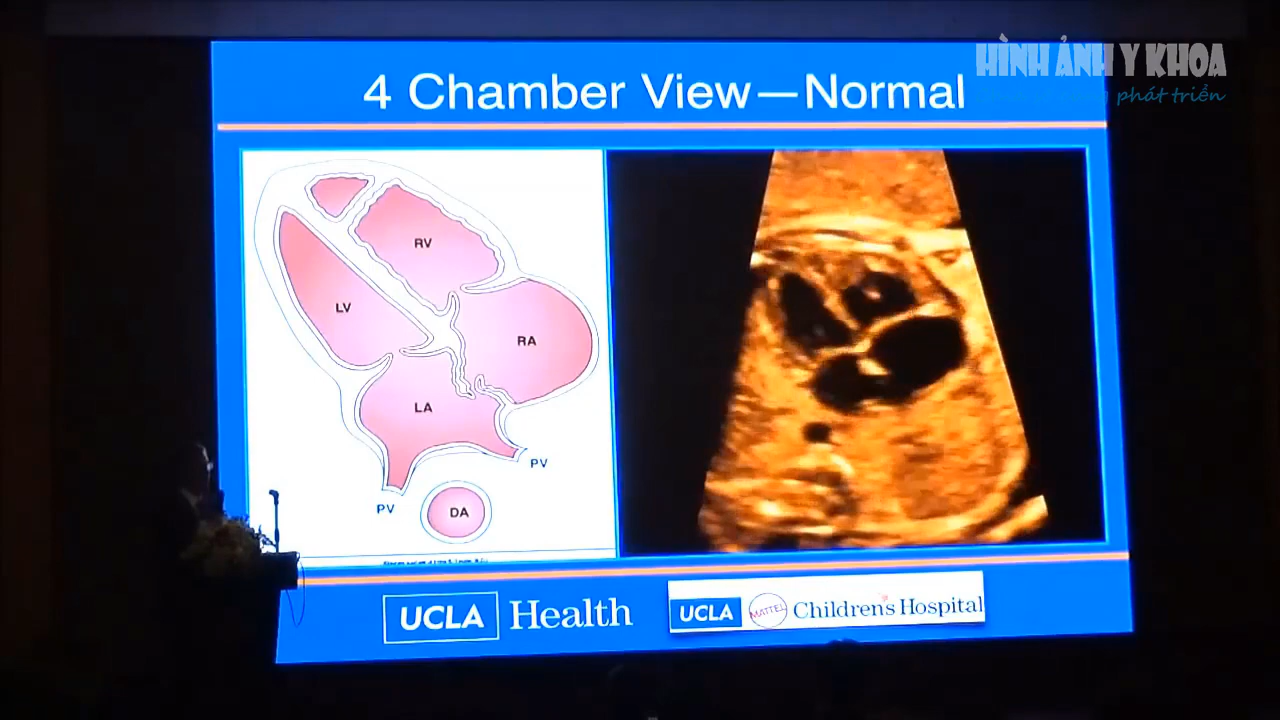 HÌNH ẢNH Y KHOA
phát triển
4 Chamber View—Normal
RV
LV
RA
LA
PV
PV
DA
UCLA Health
UCLA MATTEL Children's Hospital